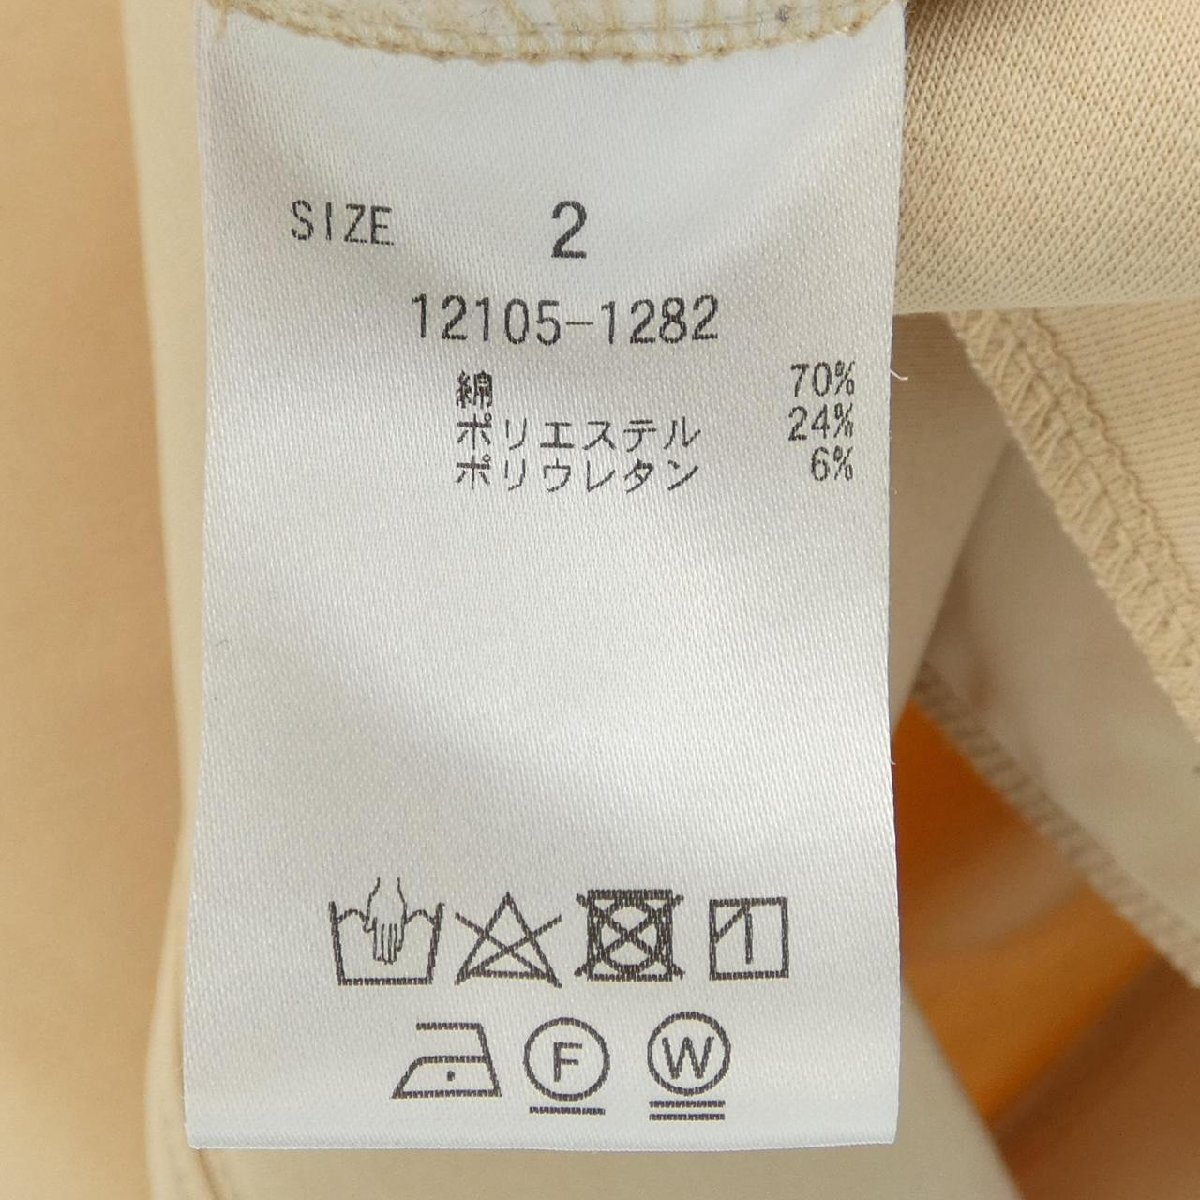 SIZE 2
12105-1282
綿 70%
ポリエステル 24%
ポリウレタン 6%
F W